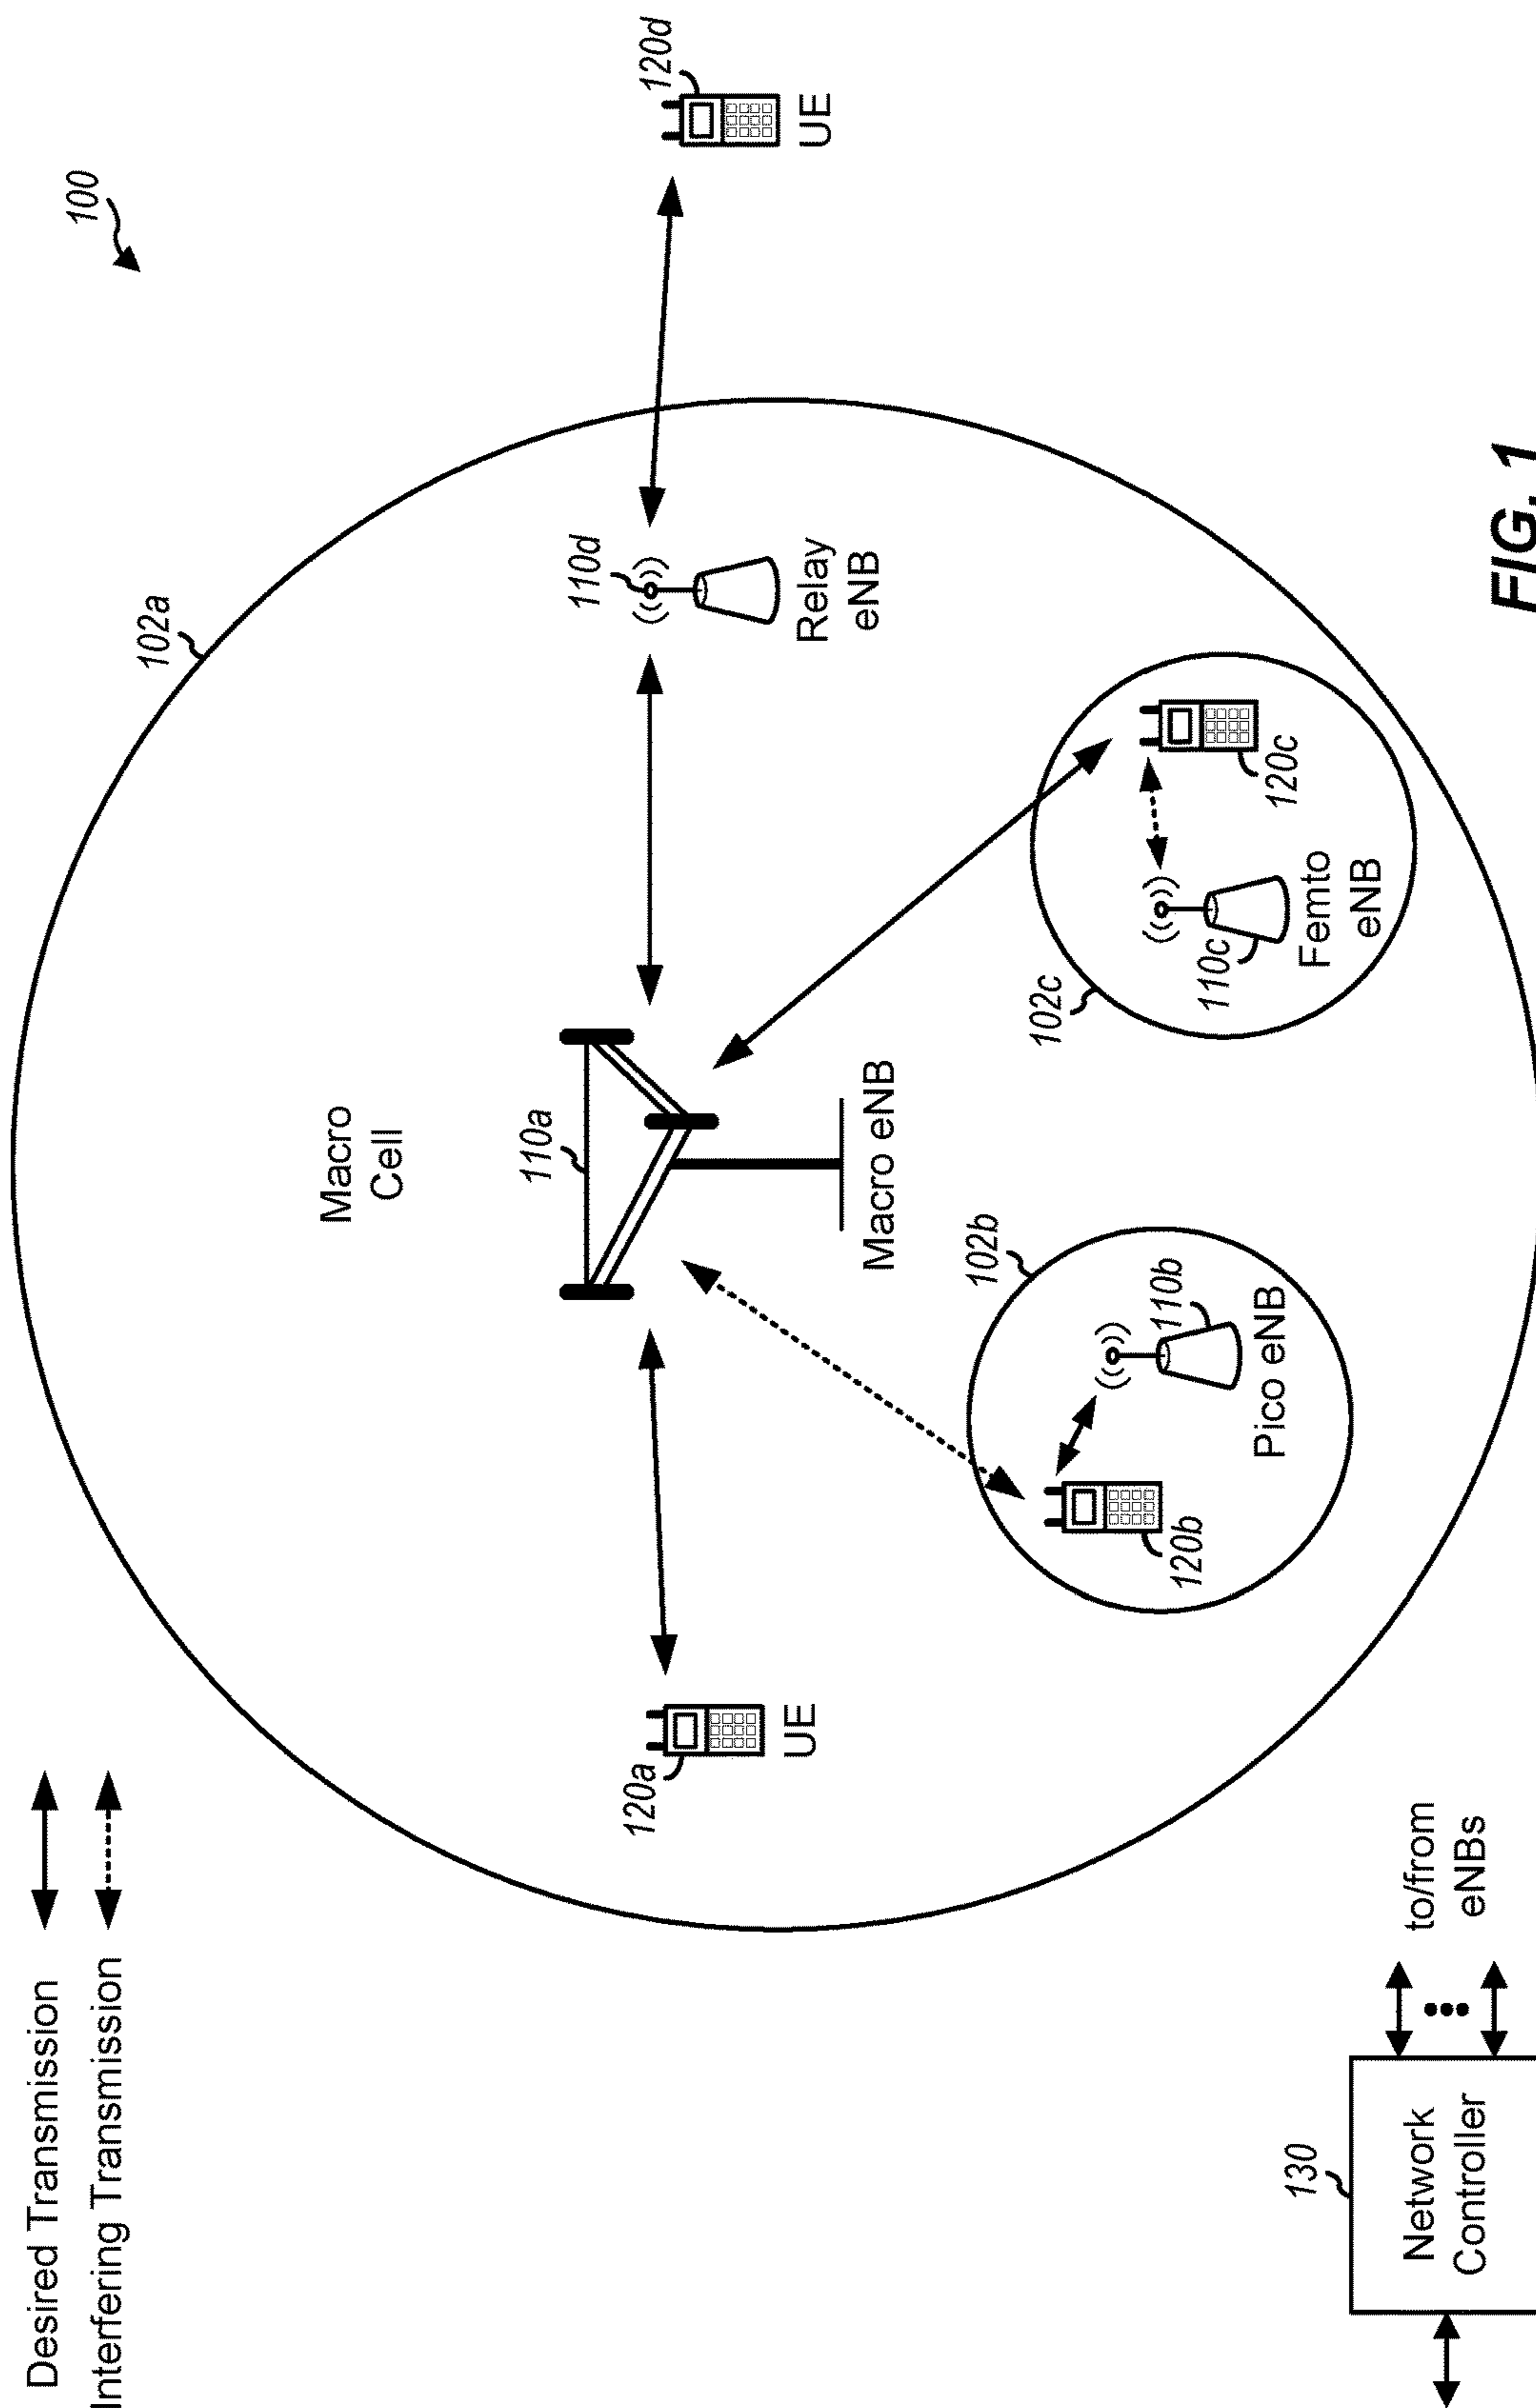 Desired Transmission
Interfering Transmission
100
102a
Macro
Cell
110a
110d
120a
120d
UE
UE
Relay
eNB
Macro eNB
102b
102c
110b
120b
Pico eNB
110c
120c
Femto
eNB
130
Network
Controller
to/from
eNBs
FIG. 1